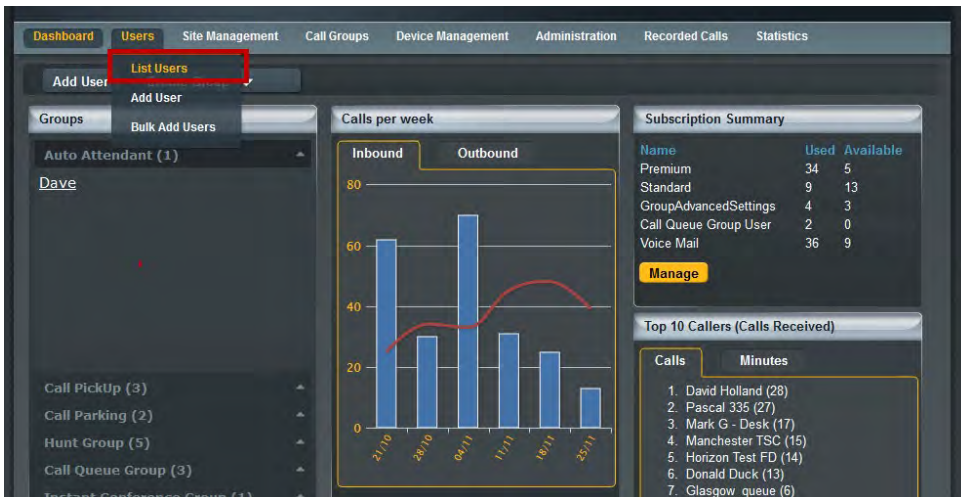 Dashboard Users Site Management Call Groups Device Management Administration Recorded Calls Statistics
List Users
Add User
Add User
Bulk Add Users
Groups
Auto Attendant (1)
Dave
Call PickUp (3)
Call Parking (2)
Hunt Group (5)
Call Queue Group (3)
Instant Conference Group (1)
Calls per week
Inbound Outbound
80
60
40
20
0
21/10 28/10 04/11 11/11 18/11 25/11
Subscription Summary
Name Used Available
Premium 34 5
Standard 9 13
GroupAdvancedSettings 4 3
Call Queue Group User 2 0
Voice Mail 36 9
Manage
Top 10 Callers (Calls Received)
Calls Minutes
1. David Holland (28)
2. Pascal 335 (27)
3. Mark G - Desk (17)
4. Manchester TSC (15)
5. Horizon Test FD (14)
6. Donald Duck (13)
7. Glasgow queue (6)